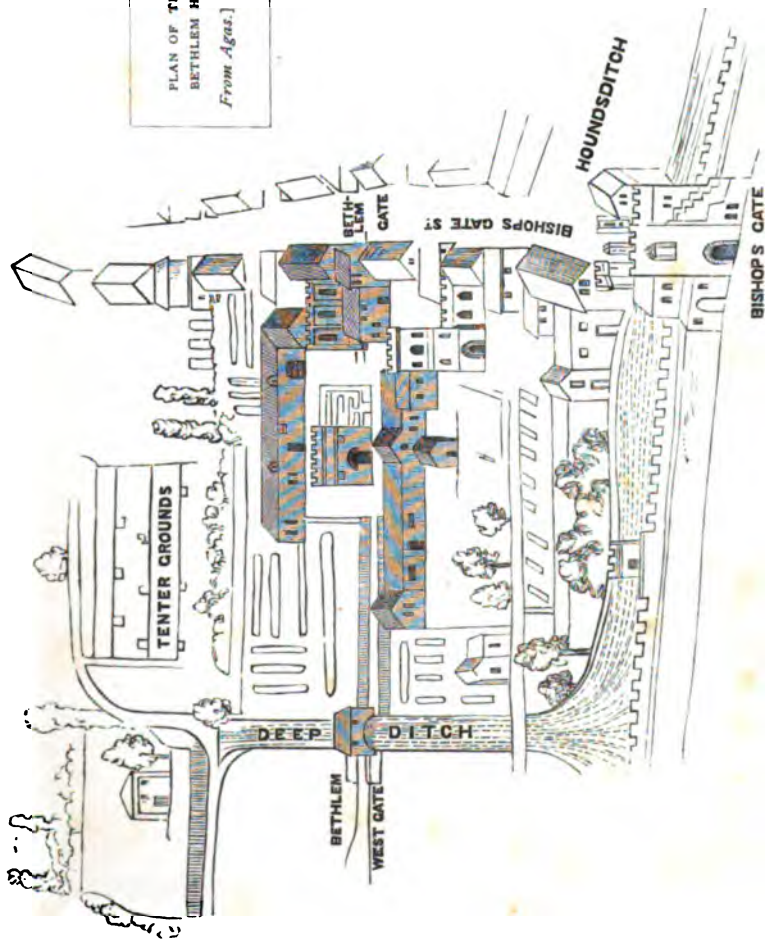 PLAN OF
BETHLEM
From Agas.]
HOUNDSDITCH
BETH-
LEM
GATE
BISHOPS GATE ST.
BISHOPS GATE
TENTER GROUNDS
DEEP DITCH
BETHLEM
WEST GATE